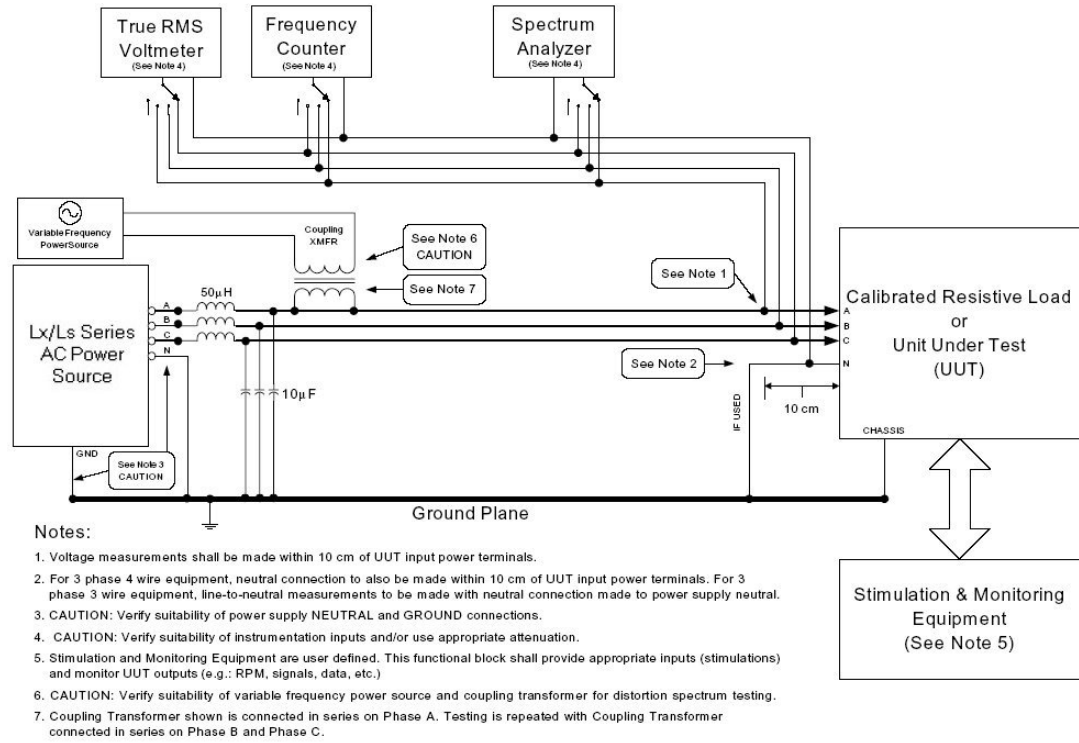 True RMS
Voltmeter
(See Note 4)
Frequency
Counter
(See Note 4)
Spectrum
Analyzer
(See Note 4)
Variable Frequency
PowerSource
Coupling
XMFR
See Note 6
CAUTION
See Note 7
See Note 1
50μH
A
B
C
N
Lx/Ls Series
AC Power
Source
Calibrated Resistive Load
or
Unit Under Test
(UUT)
A
B
C
N
See Note 2
10μF
IF USED
10 cm
CHASSIS
GND
See Note 3
CAUTION
Ground Plane
Stimulation & Monitoring
Equipment
(See Note 5)
Notes:
1. Voltage measurements shall be made within 10 cm of UUT input power terminals.
2. For 3 phase 4 wire equipment, neutral connection to also be made within 10 cm of UUT input power terminals. For 3
phase 3 wire equipment, line-to-neutral measurements to be made with neutral connection made to power supply neutral.
3. CAUTION: Verify suitability of power supply NEUTRAL and GROUND connections.
4. CAUTION: Verify suitability of instrumentation inputs and/or use appropriate attenuation.
5. Stimulation and Monitoring Equipment are user defined. This functional block shall provide appropriate inputs (stimulations)
and monitor UUT outputs (e.g.: RPM, signals, data, etc.)
6. CAUTION: Verify suitability of variable frequency power source and coupling transformer for distortion spectrum testing.
7. Coupling Transformer shown is connected in series on Phase A. Testing is repeated with Coupling Transformer
connected in series on Phase B and Phase C.